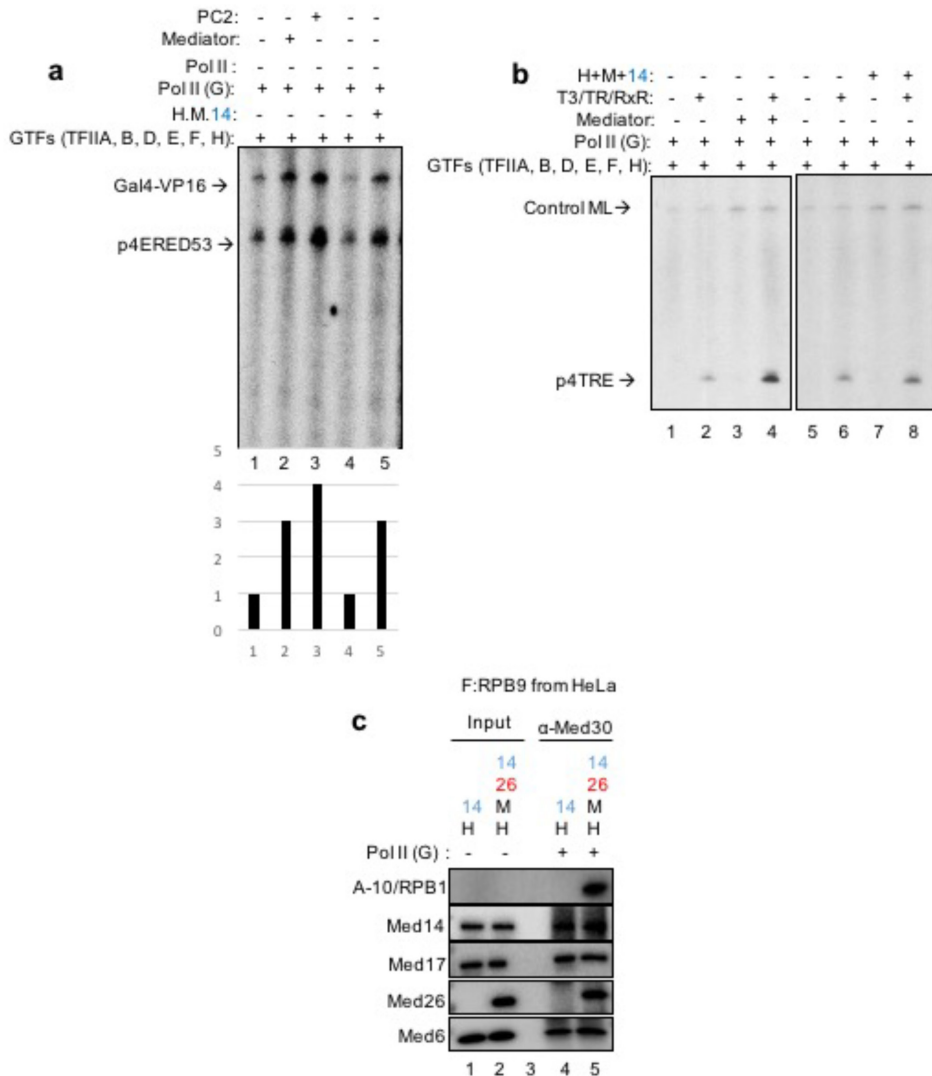 a
PC2: - - + - -
Mediator: - + - - -
Pol II : - - - - -
Pol II (G) : + + + + +
H.M.14 : - - - - +
GTFs (TFIIA, B, D, E, F, H): + + + + +
Gal4-VP16 →
p4ERED53 →
1 2 3 4 5
5
4
3
2
1
0
1 2 3 4 5
b
H+M+14: - - - - - - + +
T3/TR/RxR: - + - + - + - +
Mediator: - - + + - - - -
Pol II (G): + + + + + + + +
GTFs (TFIIA, B, D, E, F, H): + + + + + + + +
Control ML→
p4TRE →
1 2 3 4 5 6 7 8
F:RPB9 from HeLa
c
Input α-Med30
14 14
26 26
14 M 14 M
H H H H
Pol II (G) : - - + +
A-10/RPB1
Med14
Med17
Med26
Med6
1 2 3 4 5